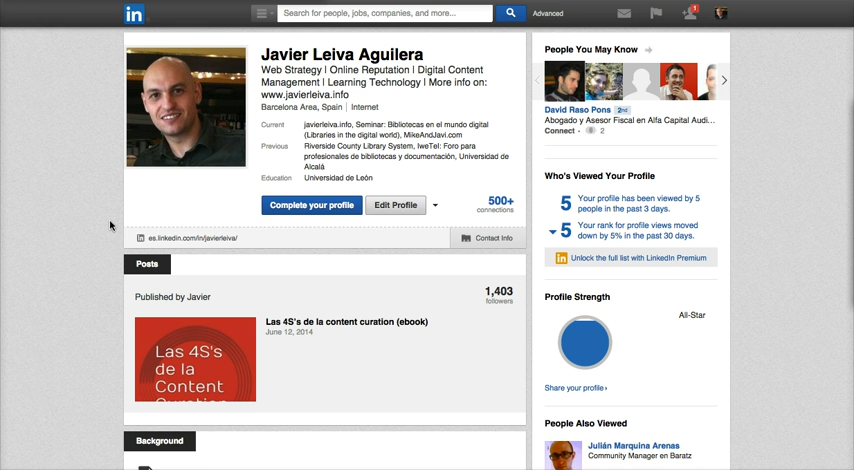 in
Search for people, jobs, companies, and more...
Advanced
1
Javier Leiva Aguilera
Web Strategy | Online Reputation | Digital Content
Management | Learning Technology | More info on:
www.javierleiva.info
Barcelona Area, Spain | Internet
Current javierleiva.info, Seminar: Bibliotecas en el mundo digital
(Libraries in the digital world), MikeAndJavi.com
Previous Riverside County Library System, IweTel: Foro para
profesionales de bibliotecas y documentación, Universidad de
Alcalá
Education Universidad de León
Complete your profile
Edit Profile
500+
connections
es.linkedin.com/in/javierleiva/
Contact Info
Posts
Published by Javier
1,403
followers
Las 4S's de la content curation (ebook)
June 12, 2014
Las 4S's
de la
Content
Curation
Background
People You May Know
David Raso Pons 2nd
Abogado y Asesor Fiscal en Alfa Capital Audi...
Connect • 2
Who's Viewed Your Profile
5 Your profile has been viewed by 5
people in the past 3 days.
5 Your rank for profile views moved
down by 5% in the past 30 days.
in Unlock the full list with LinkedIn Premium
Profile Strength
All-Star
Share your profile ›
People Also Viewed
Julián Marquina Arenas
Community Manager en Baratz